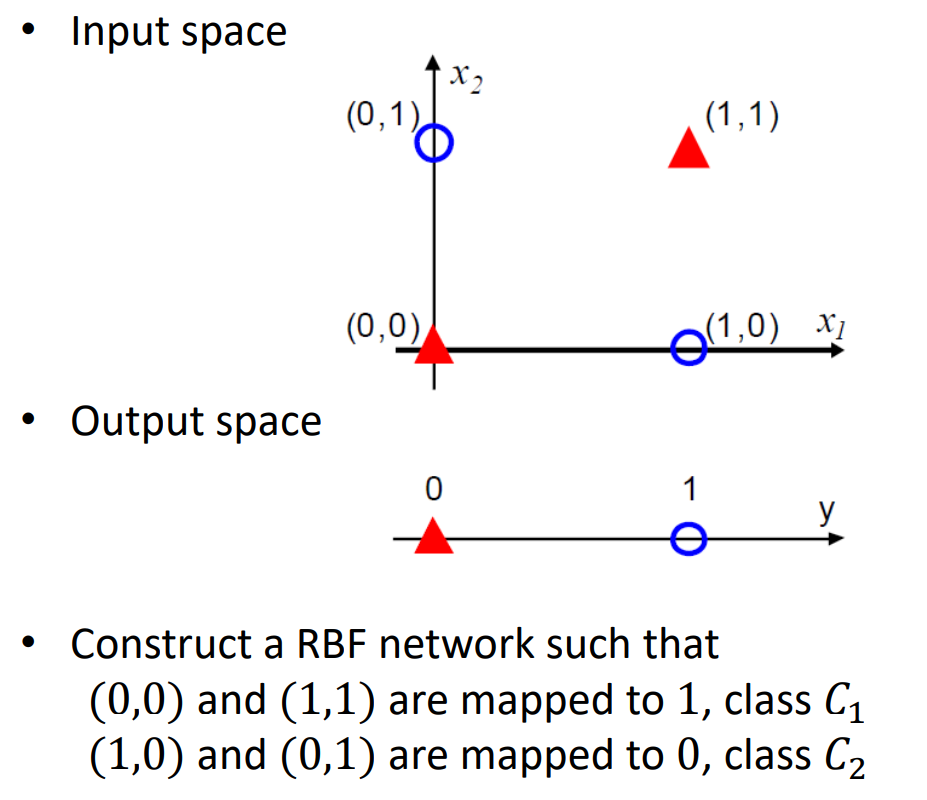 • Input space
x2
(0,1)
(1,1)
(0,0)
(1,0) x1
• Output space
0 1
y
• Construct a RBF network such that
(0,0) and (1,1) are mapped to 1, class C1
(1,0) and (0,1) are mapped to 0, class C2